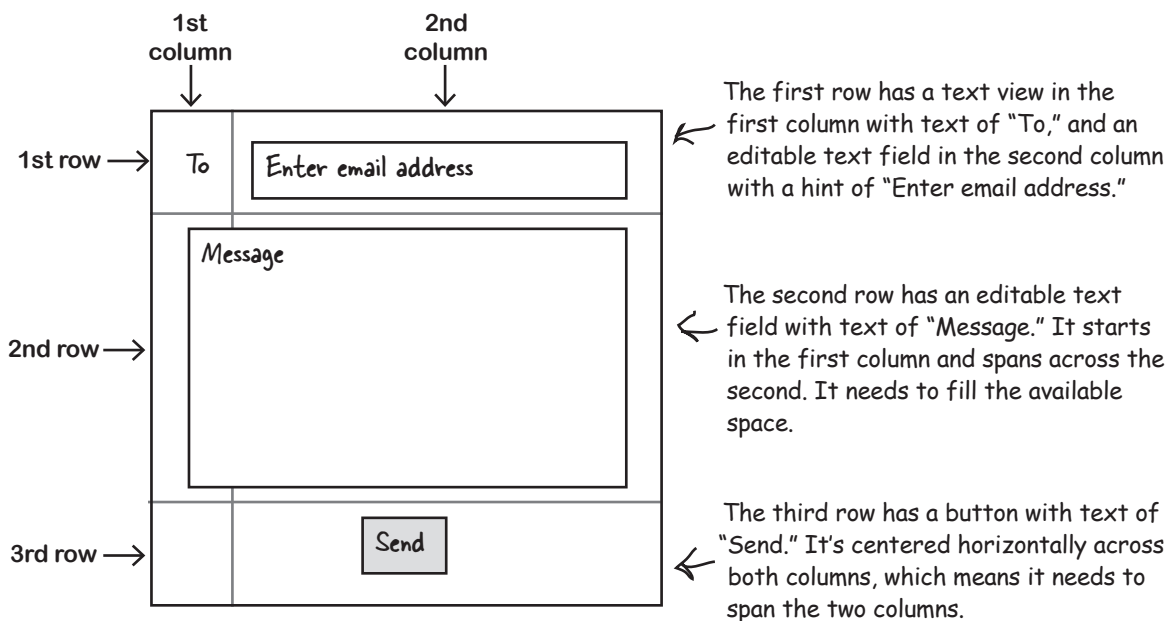 1st
column
2nd
column
1st row
To
Enter email address
The first row has a text view in the
first column with text of “To,” and an
editable text field in the second column
with a hint of “Enter email address.”
2nd row
Message
The second row has an editable text
field with text of “Message.” It starts
in the first column and spans across the
second. It needs to fill the available
space.
3rd row
Send
The third row has a button with text of
“Send.” It’s centered horizontally across
both columns, which means it needs to
span the two columns.